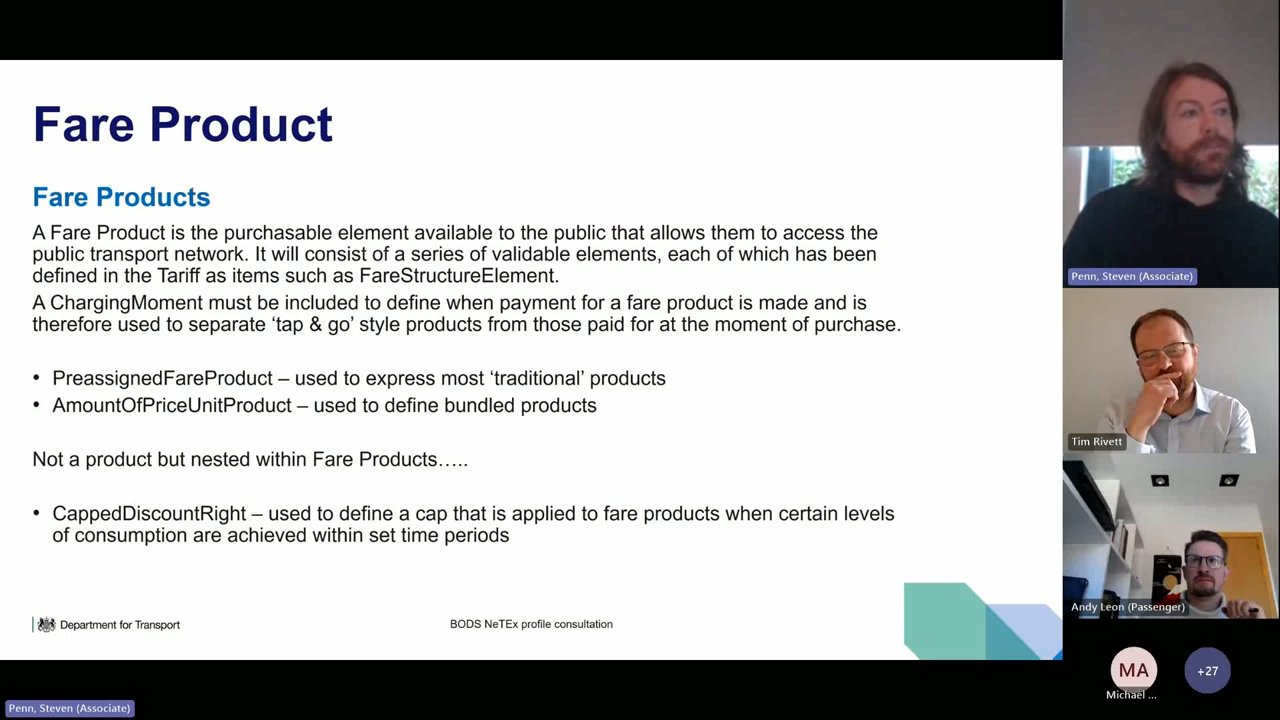 Fare Product
Fare Products
A Fare Product is the purchasable element available to the public that allows them to access the
public transport network. It will consist of a series of validable elements, each of which has been
defined in the Tariff as items such as FareStructureElement.
A ChargingMoment must be included to define when payment for a fare product is made and is
therefore used to separate ‘tap & go’ style products from those paid for at the moment of purchase.
• PreassignedFareProduct – used to express most ‘traditional’ products
• AmountOfPriceUnitProduct – used to define bundled products
Not a product but nested within Fare Products…..
• CappedDiscountRight – used to define a cap that is applied to fare products when certain levels
of consumption are achieved within set time periods
Department for Transport
BODS NeTEx profile consultation
Penn, Steven (Associate)
Tim Rivett
Andy Leon (Passenger)
MA
Michael ...
+27
Penn, Steven (Associate)